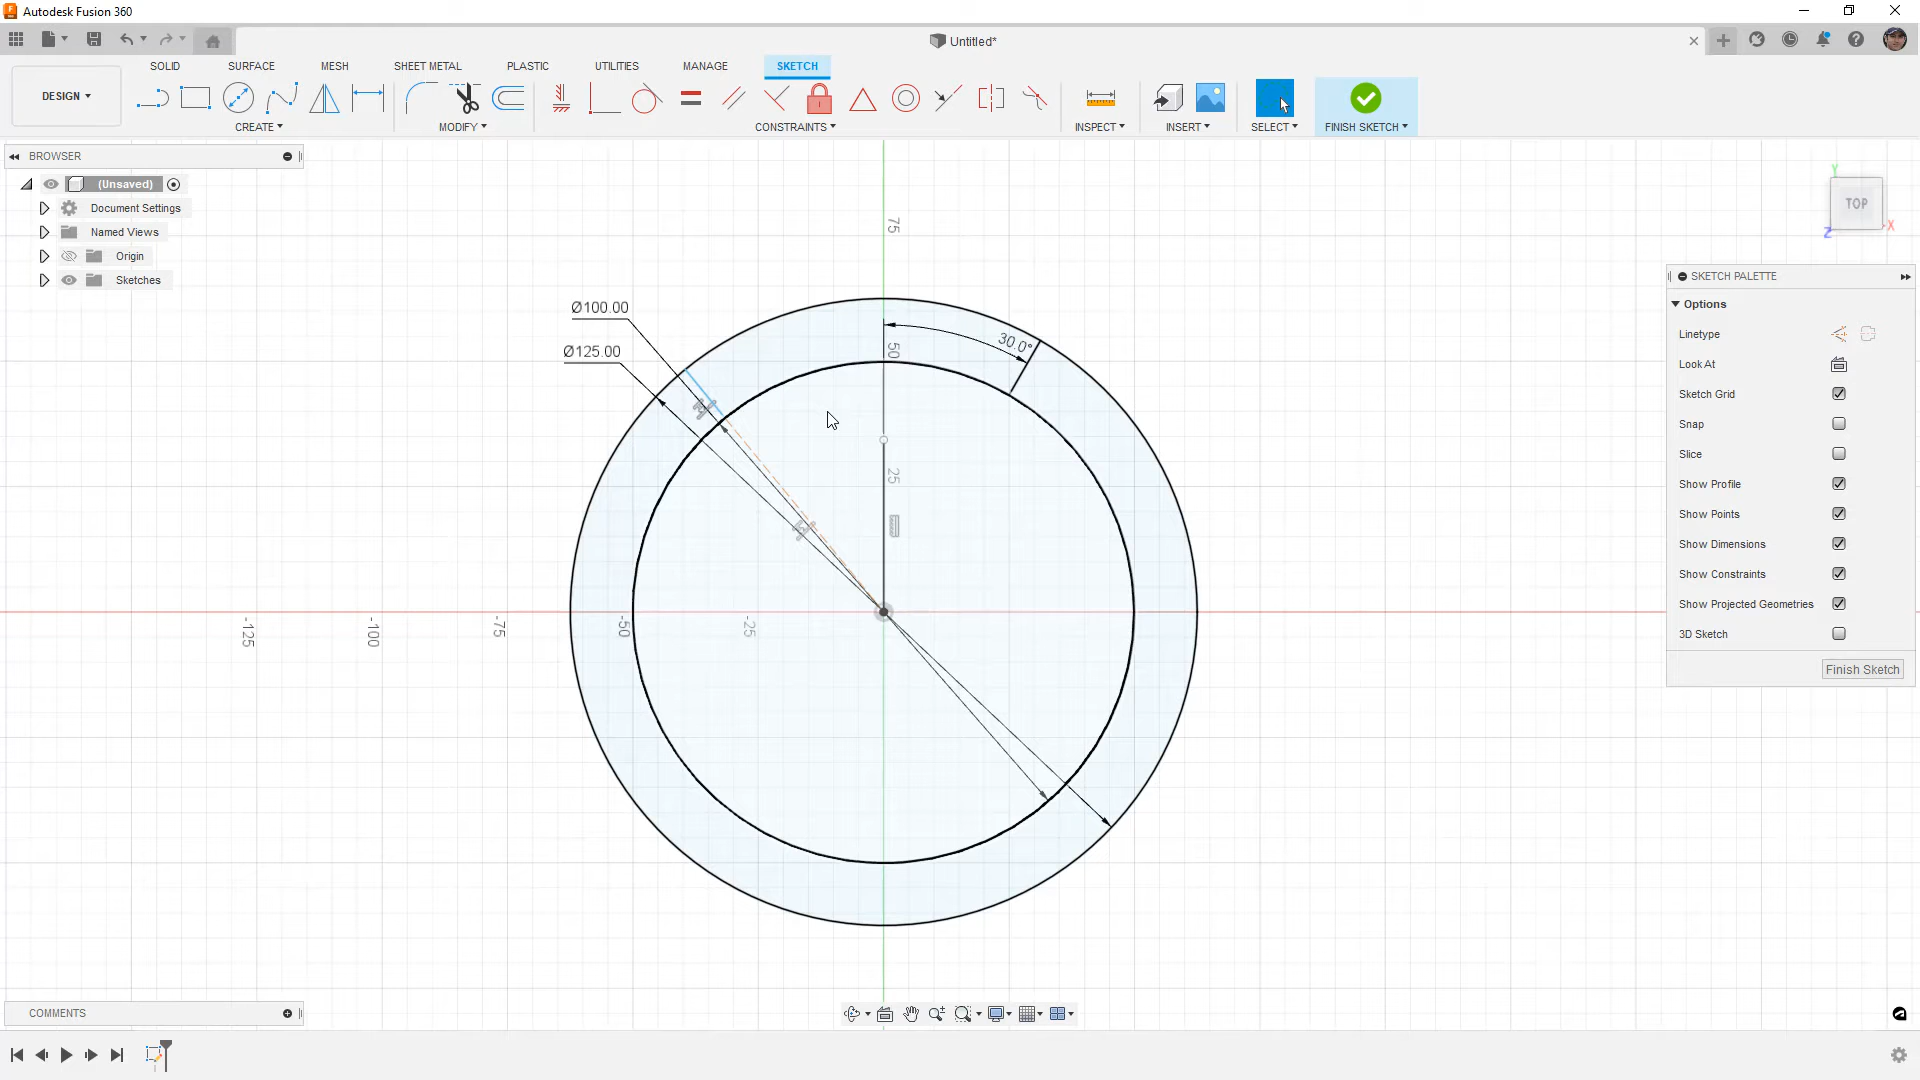 Autodesk Fusion 360
Untitled*
DESIGN
SOLID
SURFACE
MESH
SHEET METAL
PLASTIC
UTILITIES
MANAGE
SKETCH
CREATE
MODIFY
CONSTRAINTS
INSPECT
INSERT
SELECT
FINISH SKETCH
BROWSER
(Unsaved)
Document Settings
Named Views
Origin
Sketches
75
50
25
Ø100.00
Ø125.00
30.0°
-125
-100
-75
-50
-25
Y
TOP
X
Z
SKETCH PALETTE
Options
Linetype
Look At
Sketch Grid
Snap
Slice
Show Profile
Show Points
Show Dimensions
Show Constraints
Show Projected Geometries
3D Sketch
Finish Sketch
COMMENTS